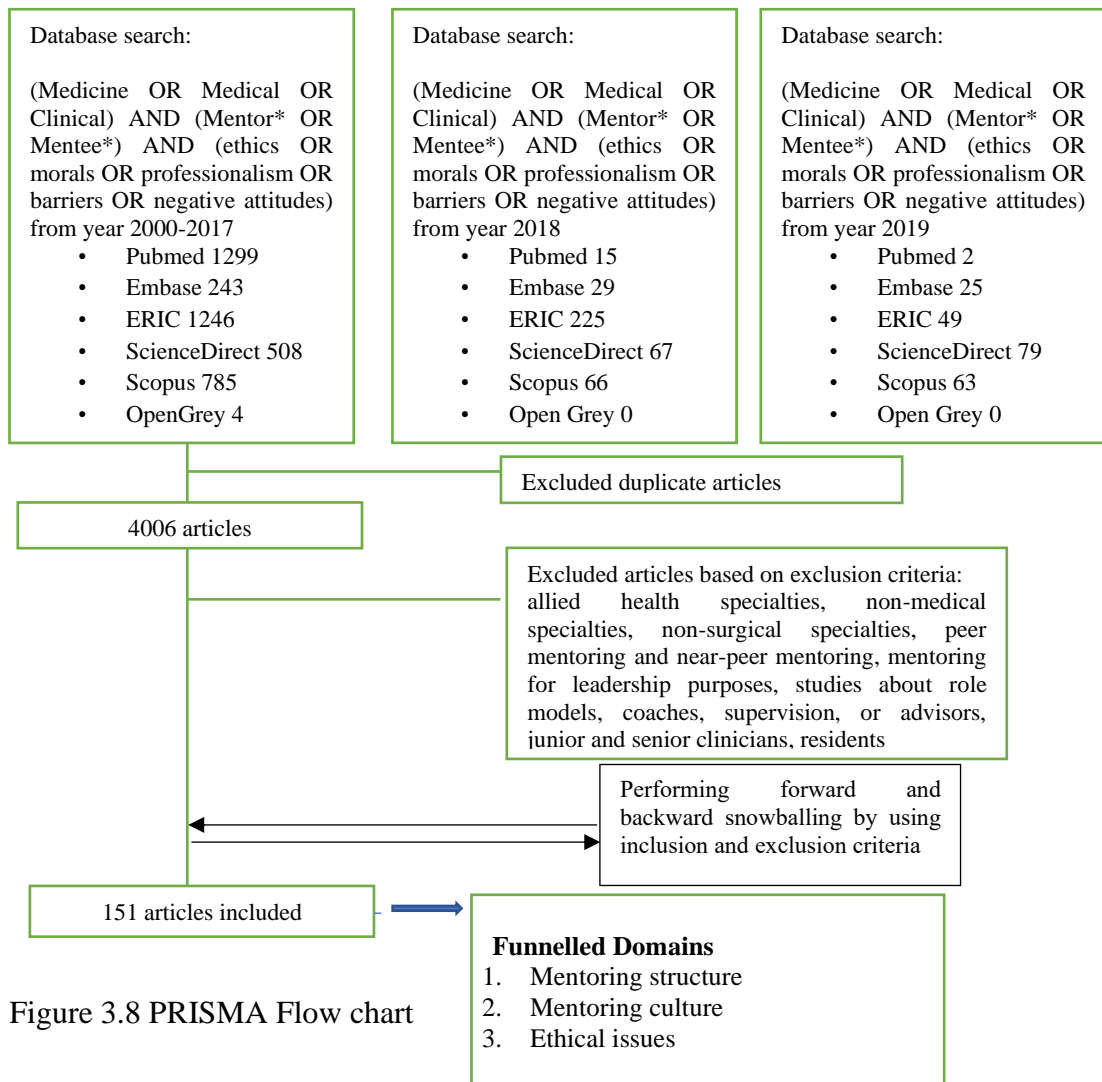 Database search:
(Medicine OR Medical OR
Clinical) AND (Mentor* OR
Mentee*) AND (ethics OR
morals OR professionalism OR
barriers OR negative attitudes)
from year 2000-2017
• Pubmed 1299
• Embase 243
• ERIC 1246
• ScienceDirect 508
• Scopus 785
• OpenGrey 4
Database search:
(Medicine OR Medical OR
Clinical) AND (Mentor* OR
Mentee*) AND (ethics OR
morals OR professionalism OR
barriers OR negative attitudes)
from year 2018
• Pubmed 15
• Embase 29
• ERIC 225
• ScienceDirect 67
• Scopus 66
• Open Grey 0
Database search:
(Medicine OR Medical OR
Clinical) AND (Mentor* OR
Mentee*) AND (ethics OR
morals OR professionalism OR
barriers OR negative attitudes)
from year 2019
• Pubmed 2
• Embase 25
• ERIC 49
• ScienceDirect 79
• Scopus 63
• Open Grey 0
Excluded duplicate articles
4006 articles
Excluded articles based on exclusion criteria:
allied health specialties, non-medical
specialties, non-surgical specialties, peer
mentoring and near-peer mentoring, mentoring
for leadership purposes, studies about role
models, coaches, supervision, or advisors,
junior and senior clinicians, residents
Performing forward and
backward snowballing by using
inclusion and exclusion criteria
151 articles included
Funnelled Domains
1. Mentoring structure
2. Mentoring culture
3. Ethical issues
Figure 3.8 PRISMA Flow chart